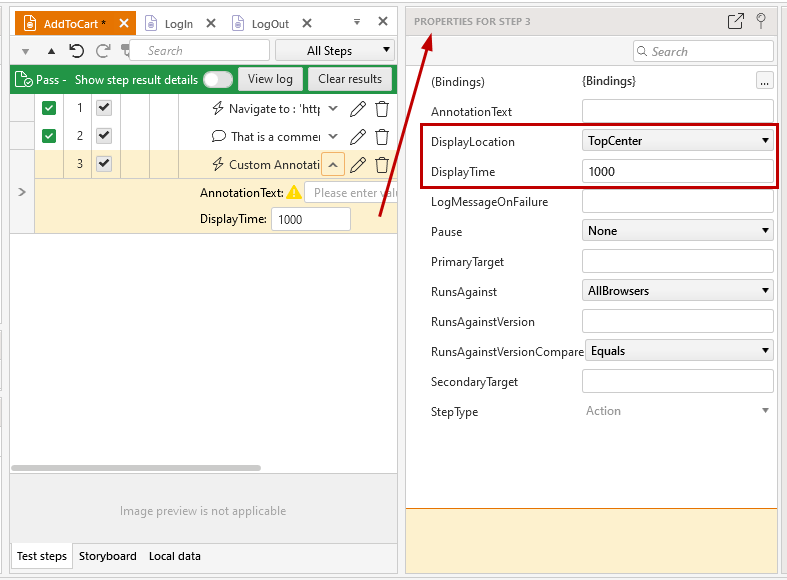 AddToCart *
LogIn
LogOut
Search
All Steps
Pass - Show step result details
View log
Clear results
1 Navigate to : 'http
2 That is a commen
3 Custom Annotati
AnnotationText: Please enter valu
DisplayTime: 1000
Image preview is not applicable
Test steps
Storyboard
Local data
PROPERTIES FOR STEP 3
Search
(Bindings) {Bindings} ...
AnnotationText
DisplayLocation TopCenter
DisplayTime 1000
LogMessageOnFailure
Pause None
PrimaryTarget
RunsAgainst AllBrowsers
RunsAgainstVersion
RunsAgainstVersionCompare Equals
SecondaryTarget
StepType Action